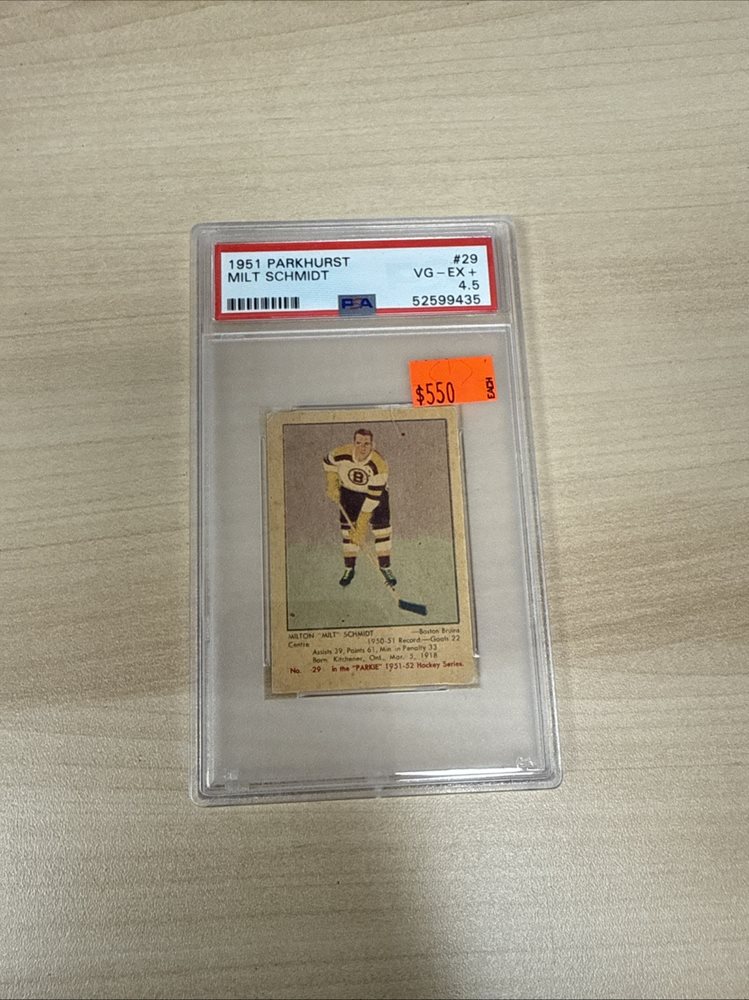 1951 PARKHURST #29
MILT SCHMIDT VG-EX+
4.5
PSA 52599435
$550 EACH
B
MILTON "MILT" SCHMIDT —Boston Bruins
Centre 1950-51 Record:—Goals 22
Assists 39, Points 61, Min in Penalty 33
Born Kitchener, Ont., Mar. 5, 1918
No. 29 in the "PARKIE" 1951-52 Hockey Series.